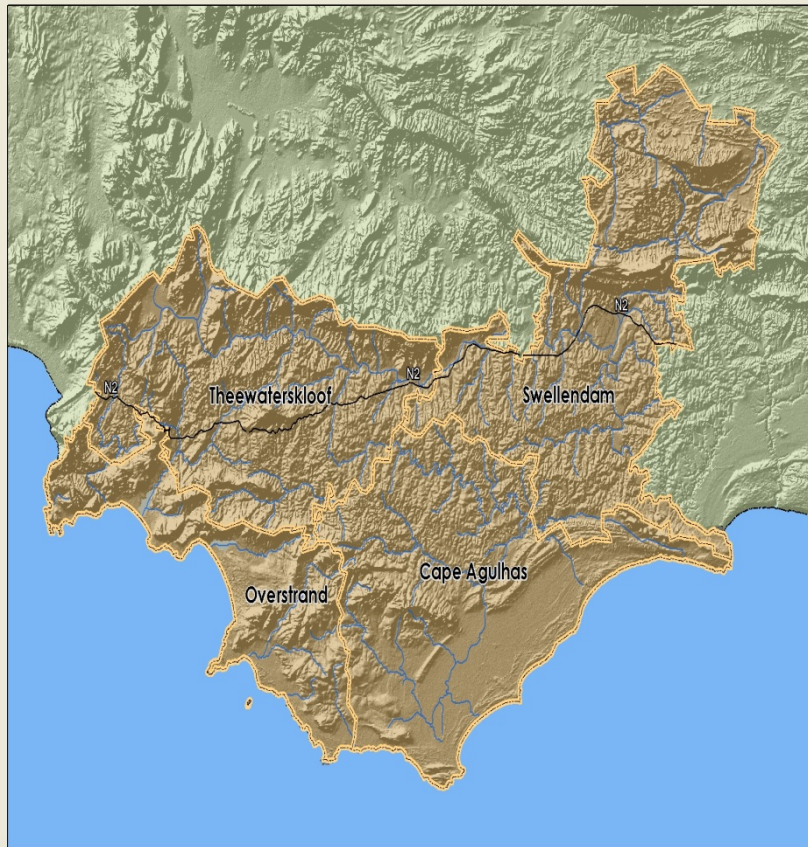 N2
N2
N2
Theewaterskloof
Swellendam
Cape Agulhas
Overstrand